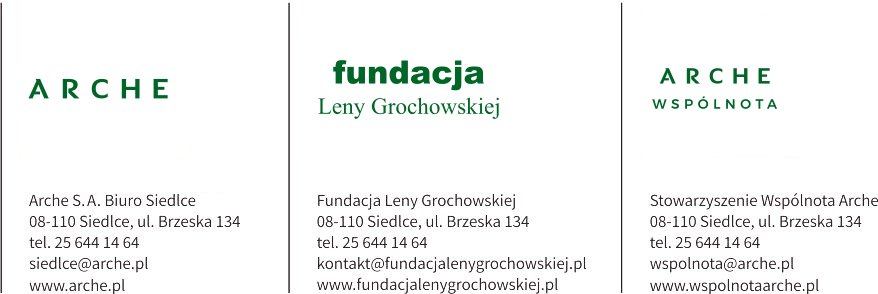 ARCHE
Arche S.A. Biuro Siedlce
08-110 Siedlce, ul. Brzeska 134
tel. 25 644 14 64
siedlce@arche.pl
www.arche.pl
fundacja
Leny Grochowskiej
Fundacja Leny Grochowskiej
08-110 Siedlce, ul. Brzeska 134
tel. 25 644 14 64
kontakt@fundacjalenygrochowskiej.pl
www.fundacjalenygrochowskiej.pl
ARCHE
WSPÓLNOTA
Stowarzyszenie Wspólnota Arche
08-110 Siedlce, ul. Brzeska 134
tel. 25 644 14 64
wspolnota@arche.pl
www.wspolnotaarche.pl